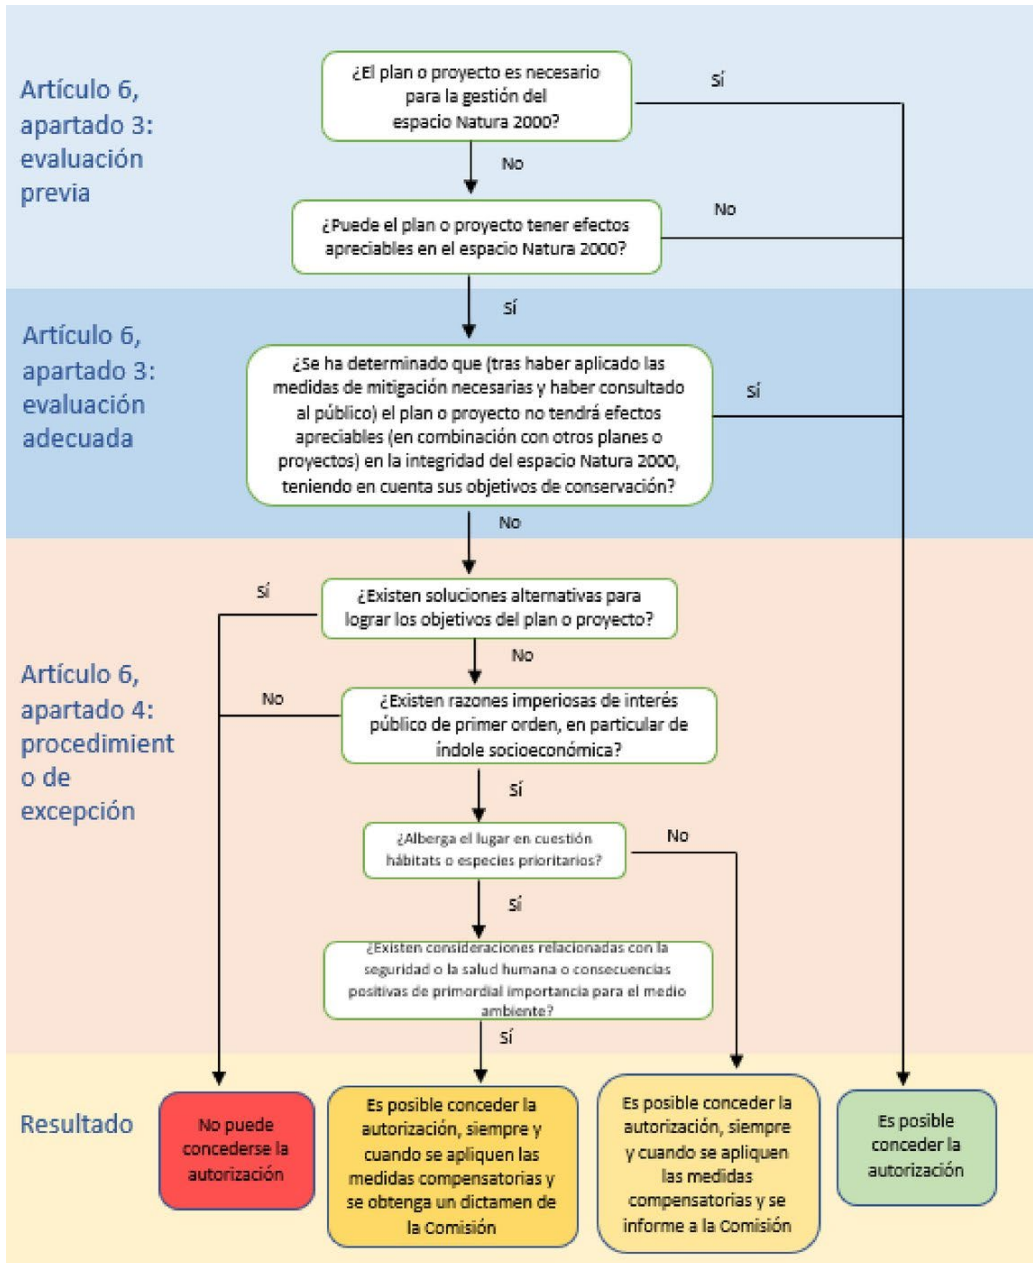 Artículo 6,
apartado 3:
evaluación
previa
¿El plan o proyecto es necesario
para la gestión del
espacio Natura 2000?
Sí
No
¿Puede el plan o proyecto tener efectos
apreciables en el espacio Natura 2000?
No
Sí
Artículo 6,
apartado 3:
evaluación
adecuada
¿Se ha determinado que (tras haber aplicado las
medidas de mitigación necesarias y haber consultado
al público) el plan o proyecto no tendrá efectos
apreciables (en combinación con otros planes o
proyectos) en la integridad del espacio Natura 2000,
teniendo en cuenta sus objetivos de conservación?
Sí
No
Artículo 6,
apartado 4:
procedimient
o de
excepción
¿Existen soluciones alternativas para
lograr los objetivos del plan o proyecto?
Sí
No
¿Existen razones imperiosas de interés
público de primer orden, en particular de
índole socioeconómica?
No
Sí
¿Alberga el lugar en cuestión
hábitats o especies prioritarios?
No
Sí
¿Existen consideraciones relacionadas con la
seguridad o la salud humana o consecuencias
positivas de primordial importancia para el medio
ambiente?
Sí
Resultado
No puede
concederse la
autorización
Es posible conceder la
autorización, siempre y
cuando se apliquen las
medidas compensatorias y
se obtenga un dictamen de
la Comisión
Es posible conceder la
autorización, siempre
y cuando se apliquen
las medidas
compensatorias y se
informe a la Comisión
Es posible
conceder la
autorización